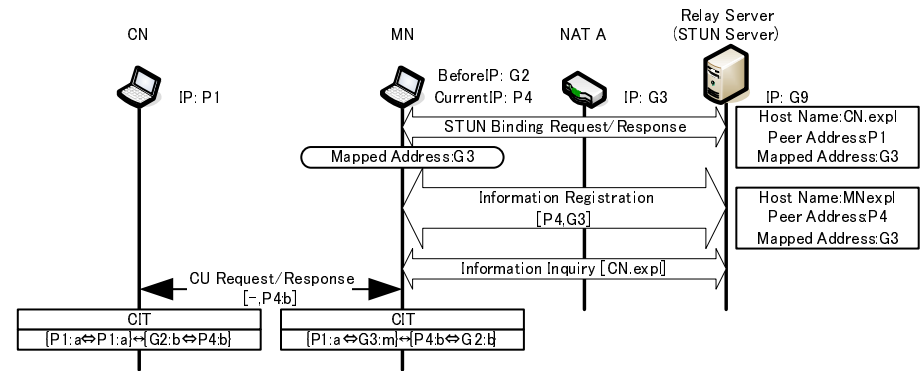 Relay Server
(STUN Server)
CN
MN
NAT A
BeforeIP: G2
CurrentIP: P4
IP: P1
IP: G3
IP: G9
STUN Binding Request/Response
Host Name:CN.expl
Peer Address:P1
Mapped Address:G3
Mapped Address:G3
Information Registration
[P4,G3]
Host Name:MNexpl
Peer Address:P4
Mapped Address:G3
Information Inquiry [CN.expl]
CU Request/Response
[-,P4:b]
CIT
{P1:a⇔P1:a}↔{G2:b⇔P4:b}
CIT
{P1:a⇔G3:m}↔{P4:b⇔G2:b}